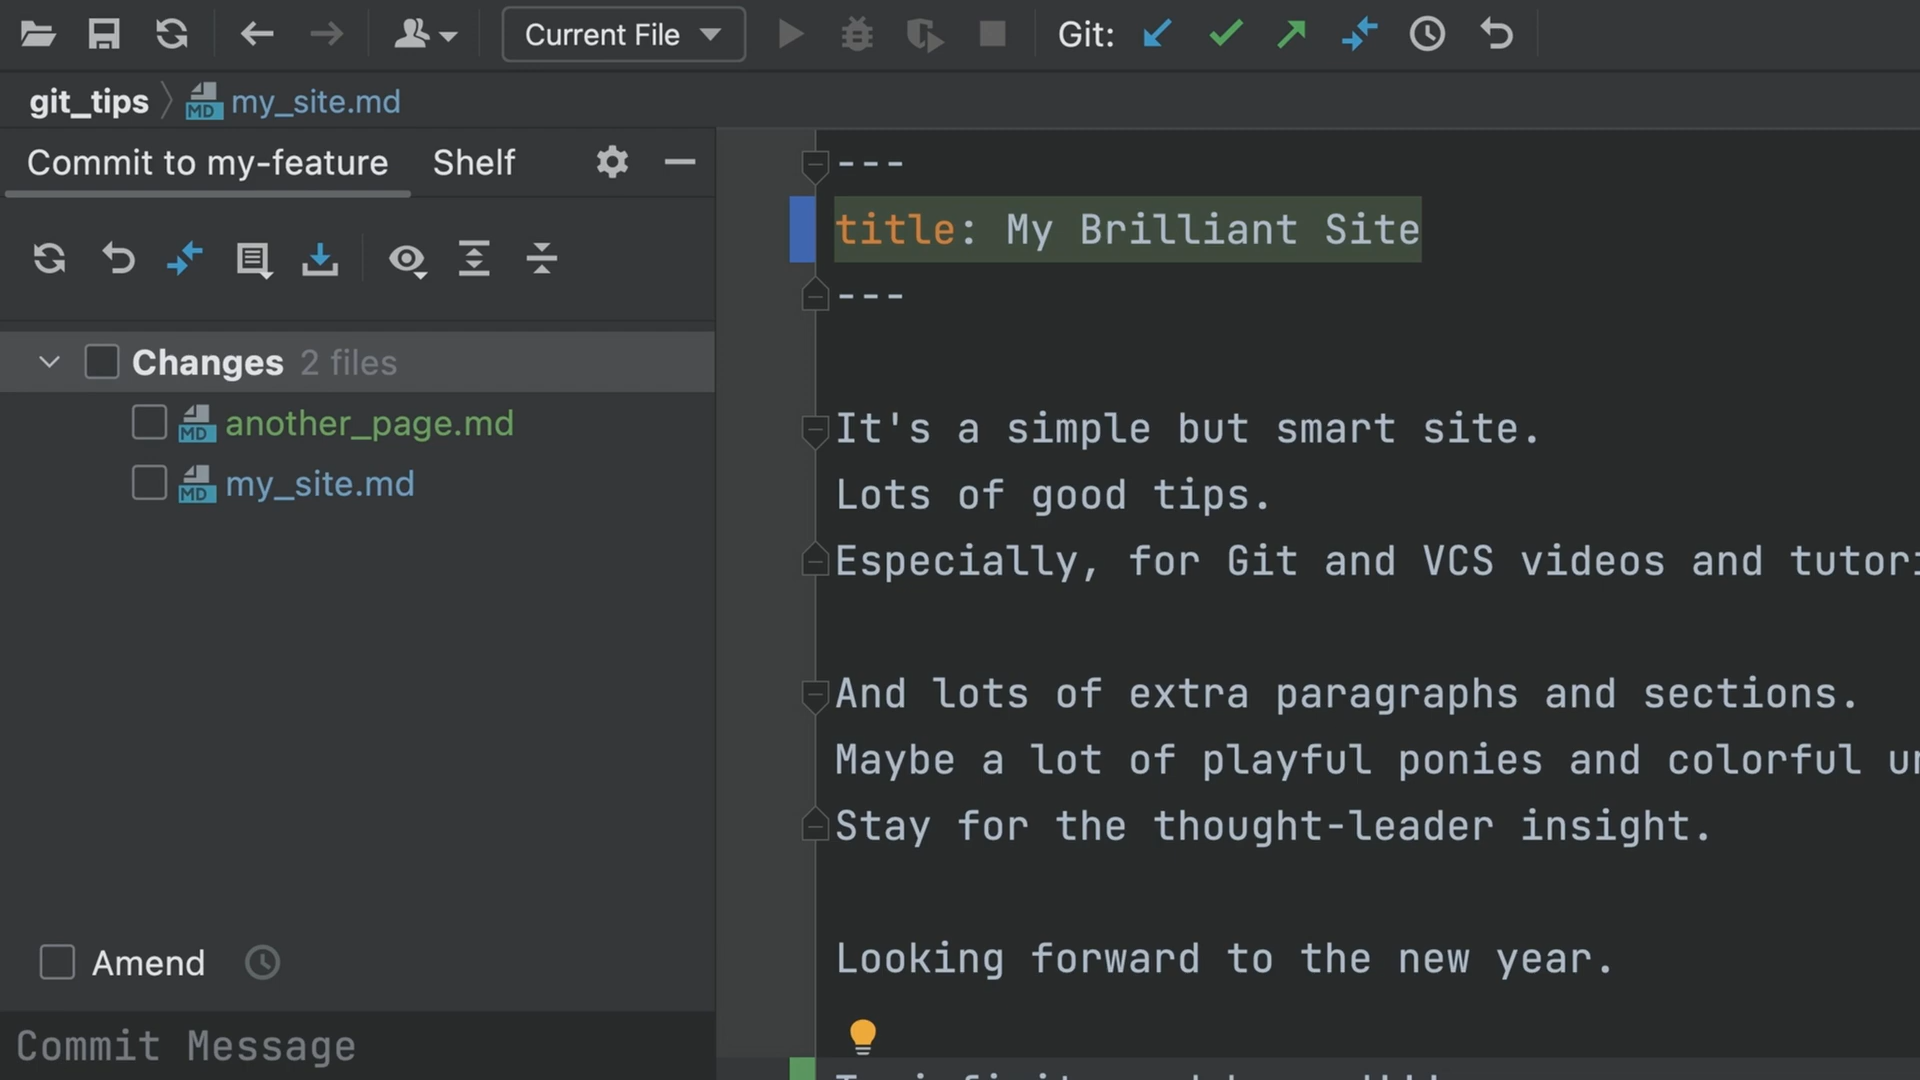 Current File
Git:
git_tips
my_site.md
Commit to my-feature
Shelf
Changes 2 files
MD another_page.md
MD my_site.md
Amend
Commit Message
---
title: My Brilliant Site
---
It's a simple but smart site.
Lots of good tips.
Especially, for Git and VCS videos and
And lots of extra paragraphs and sections.
Maybe a lot of playful ponies and colorful
Stay for the thought-leader insight.
Looking forward to the new year.